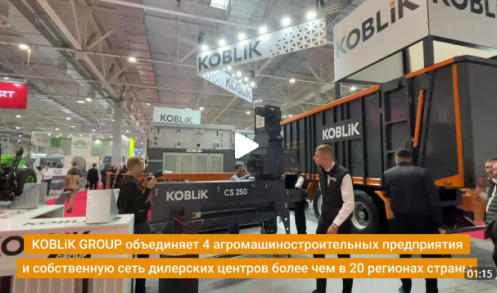 KOBLiK
KOBLiK
KOBLiK
KOBLiK
KOBLiK
KOBLiK
CS 250
KOBLiK
GROUP
KOBLiK GROUP объединяет 4 агромашиностроительных предприятия
и собственную сеть дилерских центров более чем в 20 регионах страны
01:15